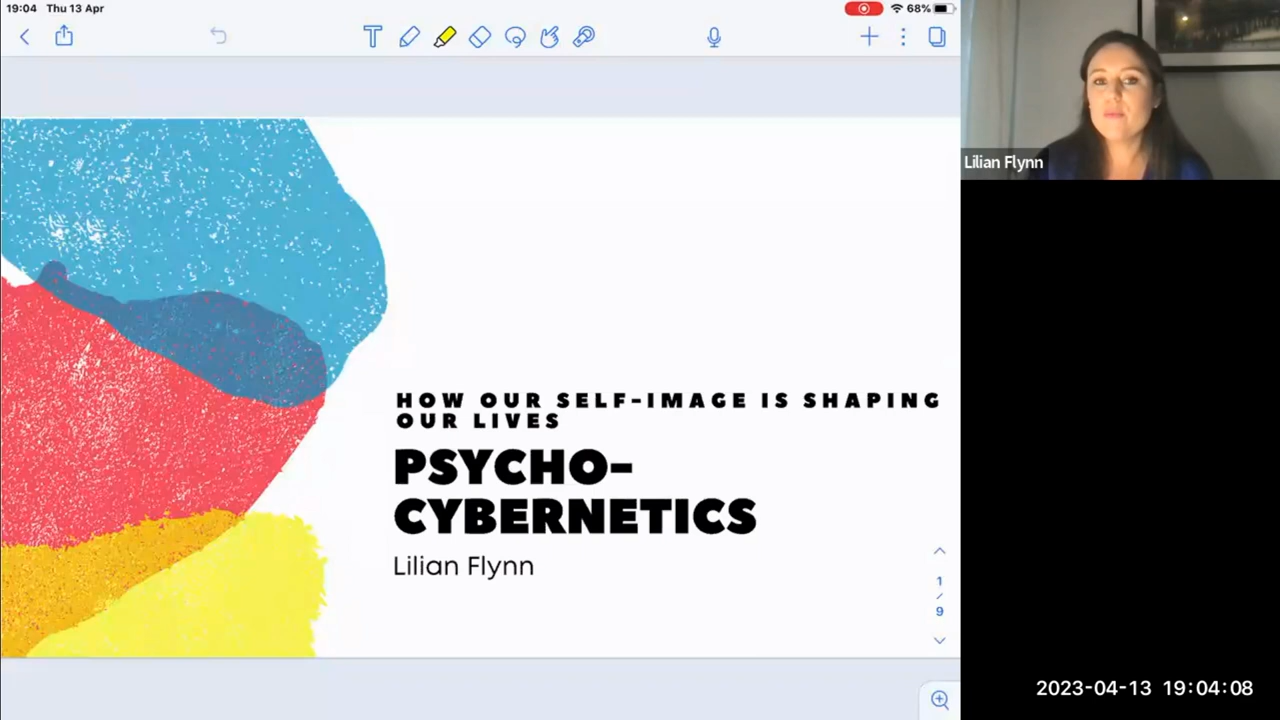 19:04 Thu 13 Apr
68%
Lilian Flynn
HOW OUR SELF-IMAGE IS SHAPING
OUR LIVES
PSYCHO-
CYBERNETICS
Lilian Flynn
1
/
9
2023-04-13 19:04:08